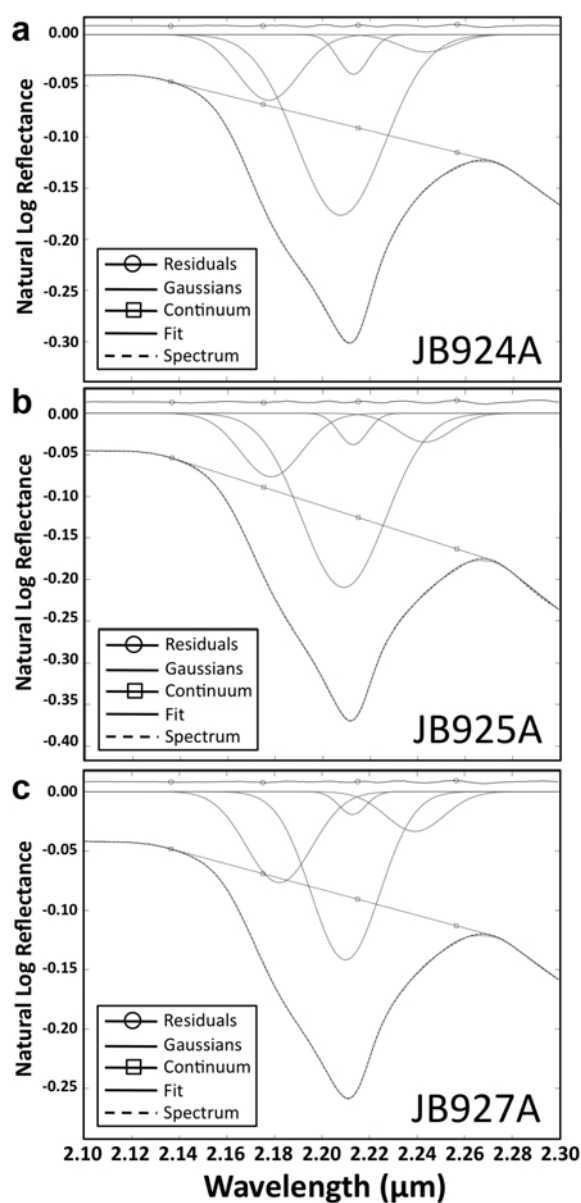 a
Natural Log Reflectance
0.00
-0.05
-0.10
-0.15
-0.20
-0.25
-0.30
Residuals
Gaussians
Continuum
Fit
Spectrum
JB924A
b
Natural Log Reflectance
0.00
-0.05
-0.10
-0.15
-0.20
-0.25
-0.30
-0.35
-0.40
Residuals
Gaussians
Continuum
Fit
Spectrum
JB925A
c
Natural Log Reflectance
0.00
-0.05
-0.10
-0.15
-0.20
-0.25
Residuals
Gaussians
Continuum
Fit
Spectrum
JB927A
2.10 2.12 2.14 2.16 2.18 2.20 2.22 2.24 2.26 2.28 2.30
Wavelength (μm)